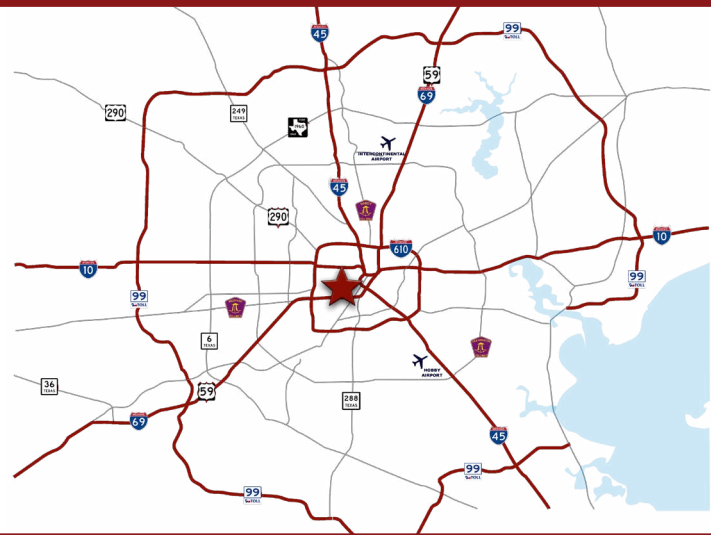 45
99
TOLL
59
69
290
249
TEXAS
1960
INTERCONTINENTAL
AIRPORT
45
290
610
10
10
99
TOLL
99
TOLL
6
TEXAS
HOBBY
AIRPORT
36
TEXAS
59
288
TEXAS
69
45
99
TOLL
99
TOLL